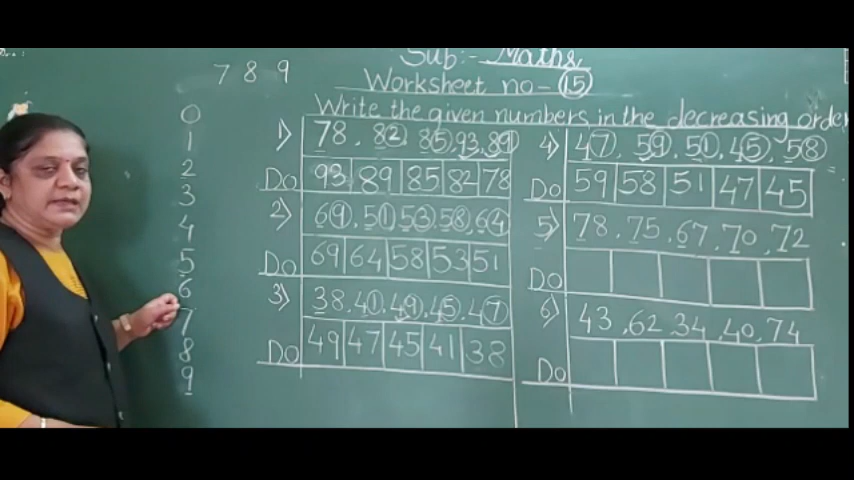 Sub:- Maths
7 8 9
Worksheet no - 15
Write the given numbers in the decreasing order
0
1
2
3
4
5
6
7
8
9
1) 78, 82, 85, 93, 89
Do 93 89 85 82 78
2) 69, 51, 53, 58, 64
Do 69 64 58 53 51
3) 38, 41, 49, 45, 47
Do 49 47 45 41 38
4) 47, 59, 51, 45, 58
Do 59 58 51 47 45
5) 78, 75, 67, 70, 72
Do
6) 43, 62, 34, 40, 74
Do